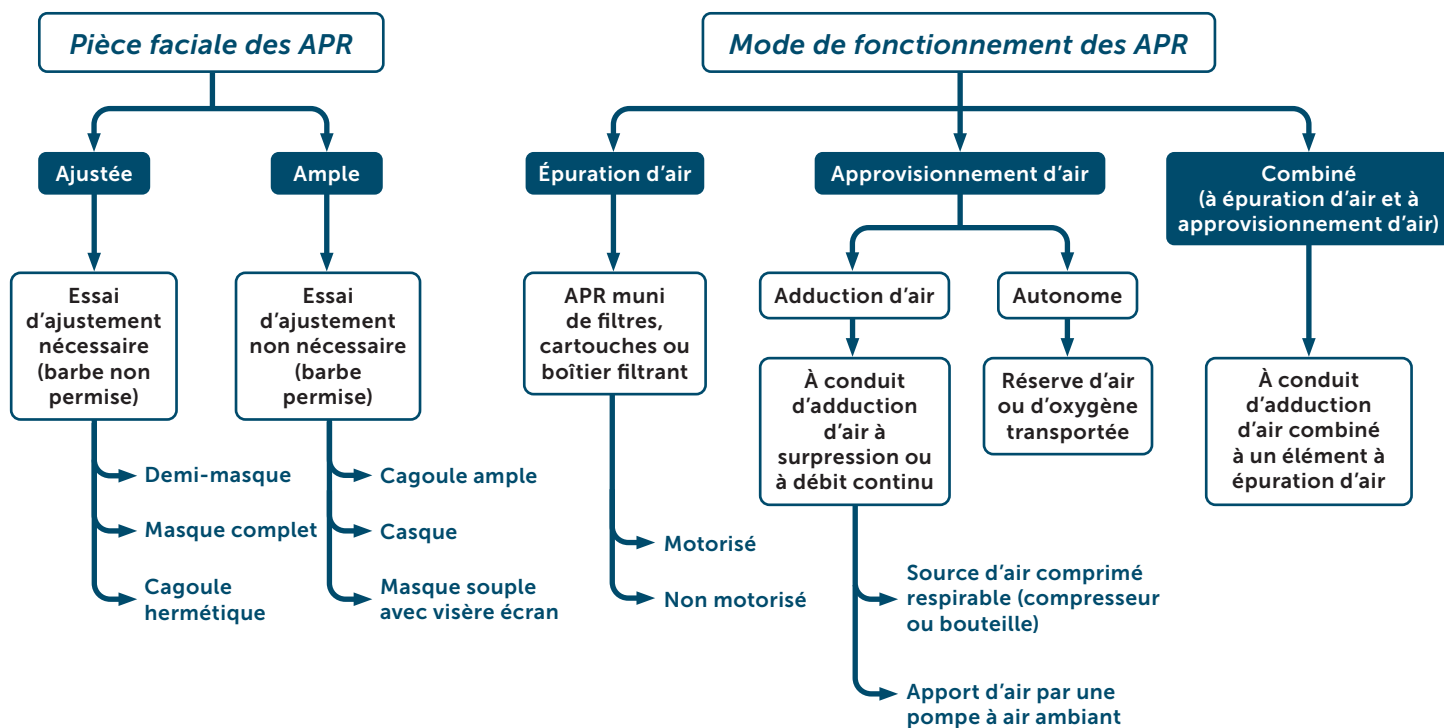 Pièce faciale des APR
Ajustée
Essai
d'ajustement
nécessaire
(barbe non
permise)
Demi-masque
Masque complet
Cagoule
hermétique
Ample
Essai
d'ajustement
non nécessaire
(barbe
permise)
Cagoule ample
Casque
Masque souple
avec visère écran
Mode de fonctionnement des APR
Épuration d'air
APR muni
de filtres,
cartouches ou
boîtier filtrant
Motorisé
Non motorisé
Approvisionnement d'air
Adduction d'air
À conduit
d'adduction
d'air à
surpression ou
à débit continu
Source d'air comprimé
respirable (compresseur
ou bouteille)
Apport d'air par une
pompe à air ambiant
Autonome
Réserve d'air
ou d'oxygène
transportée
Combiné
(à épuration d'air et à
approvisionnement d'air)
À conduit
d'adduction
d'air combiné
à un élément à
épuration d'air